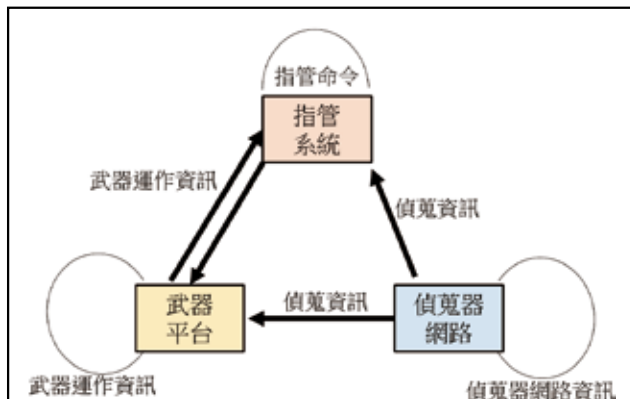 指管命令
指管
系統
武器運作資訊
偵蒐資訊
偵蒐資訊
武器
平台
偵蒐器
網路
武器運作資訊
偵蒐器網路資訊